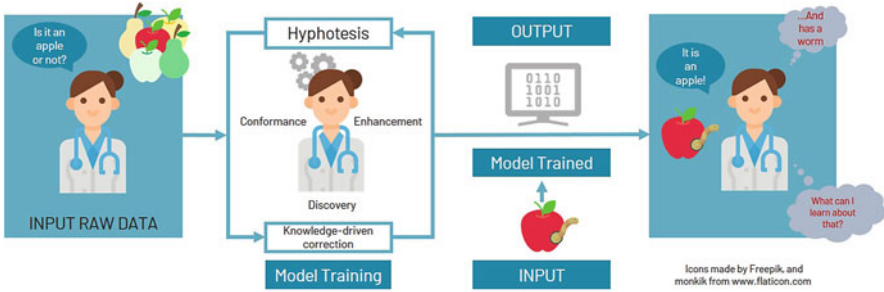 Is it an
apple
or not?
INPUT RAW DATA
Hyphotesis
Conformance
Enhancement
Discovery
Knowledge-driven
correction
Model Training
OUTPUT
0110
1001
1010
Model Trained
INPUT
It is
an
apple!
...And
has a
worm
What can I
learn about
that?
Icons made by Freepik, and
monkik from www.flaticon.com